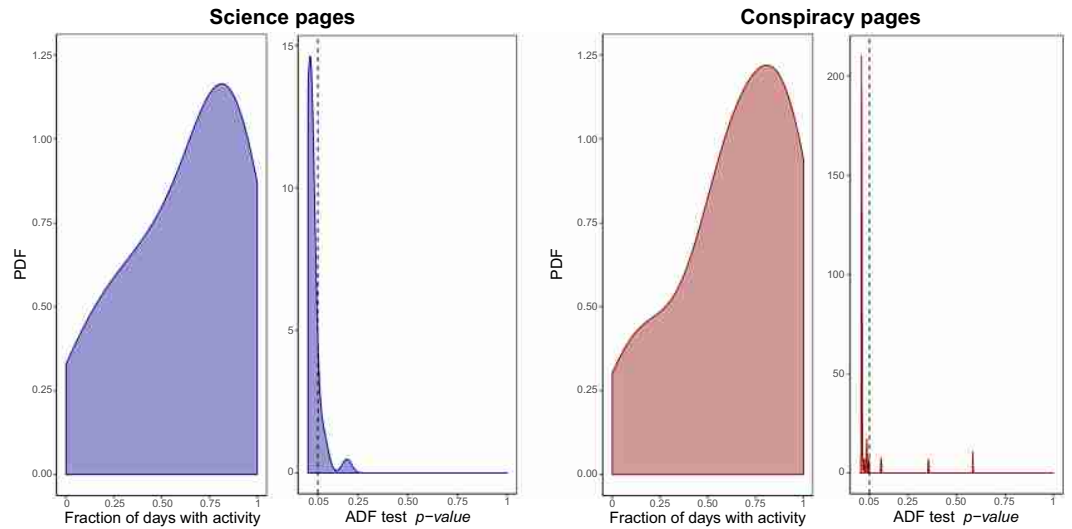 Science pages
Conspiracy pages
PDF
1.25
1.00
0.75
0.50
0.25
0.00
0 0.25 0.50 0.75 1
Fraction of days with activity
15
10
5
0
0.05 0.25 0.50 0.75 1
ADF test p-value
PDF
1.25
1.00
0.75
0.50
0.25
0.00
0 0.25 0.50 0.75 1
Fraction of days with activity
200
150
100
50
0
0.05 0.25 0.50 0.75 1
ADF test p-value